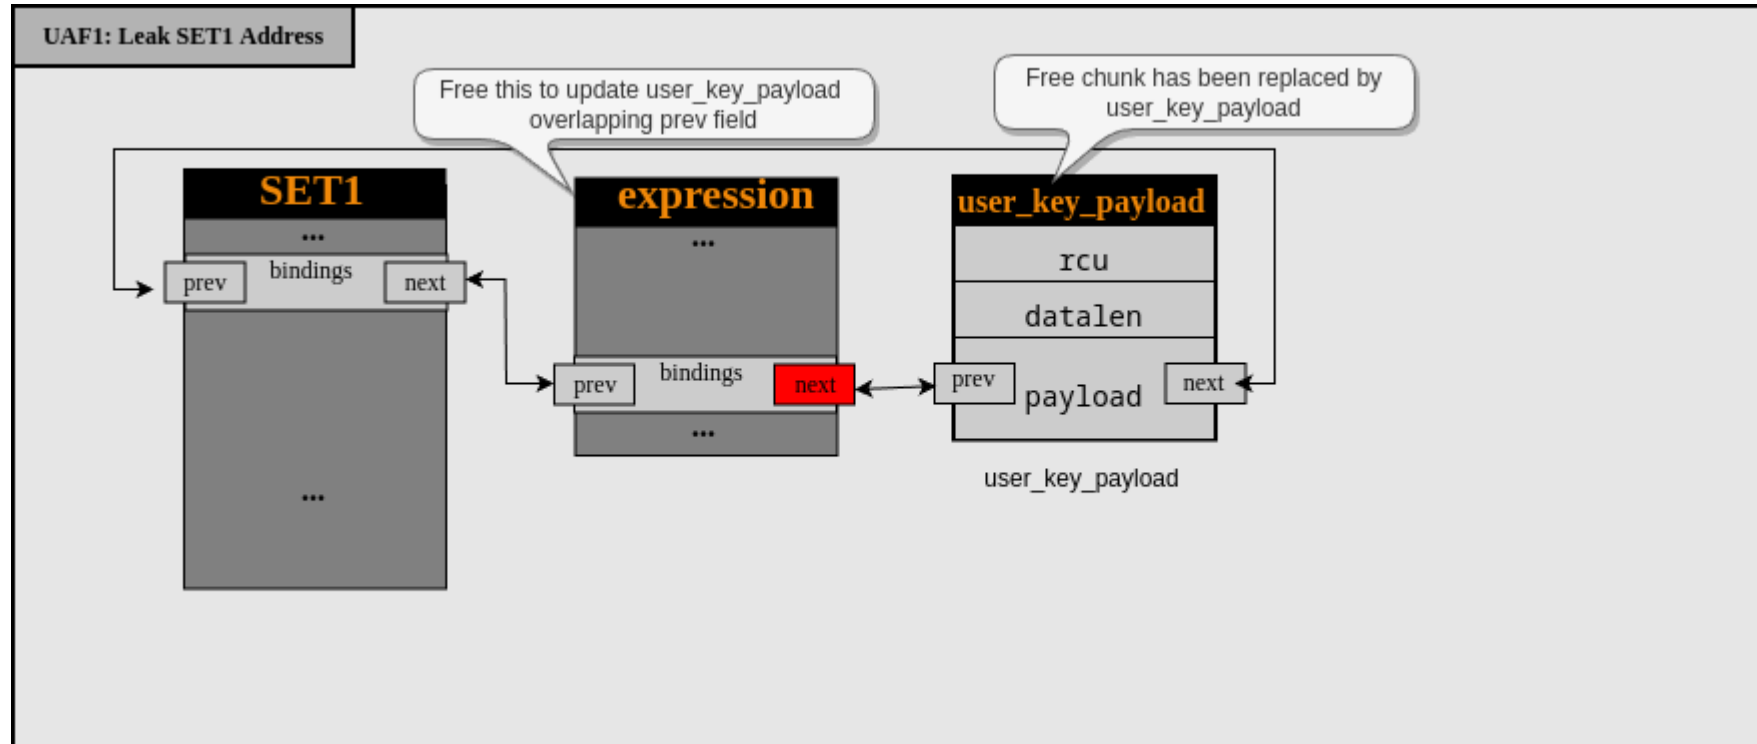 UAF1: Leak SET1 Address
Free this to update user_key_payload
overlapping prev field
Free chunk has been replaced by
user_key_payload
SET1
...
prev
bindings
next
...
expression
...
prev
bindings
next
...
user_key_payload
rcu
datalen
prev
payload
next
user_key_payload